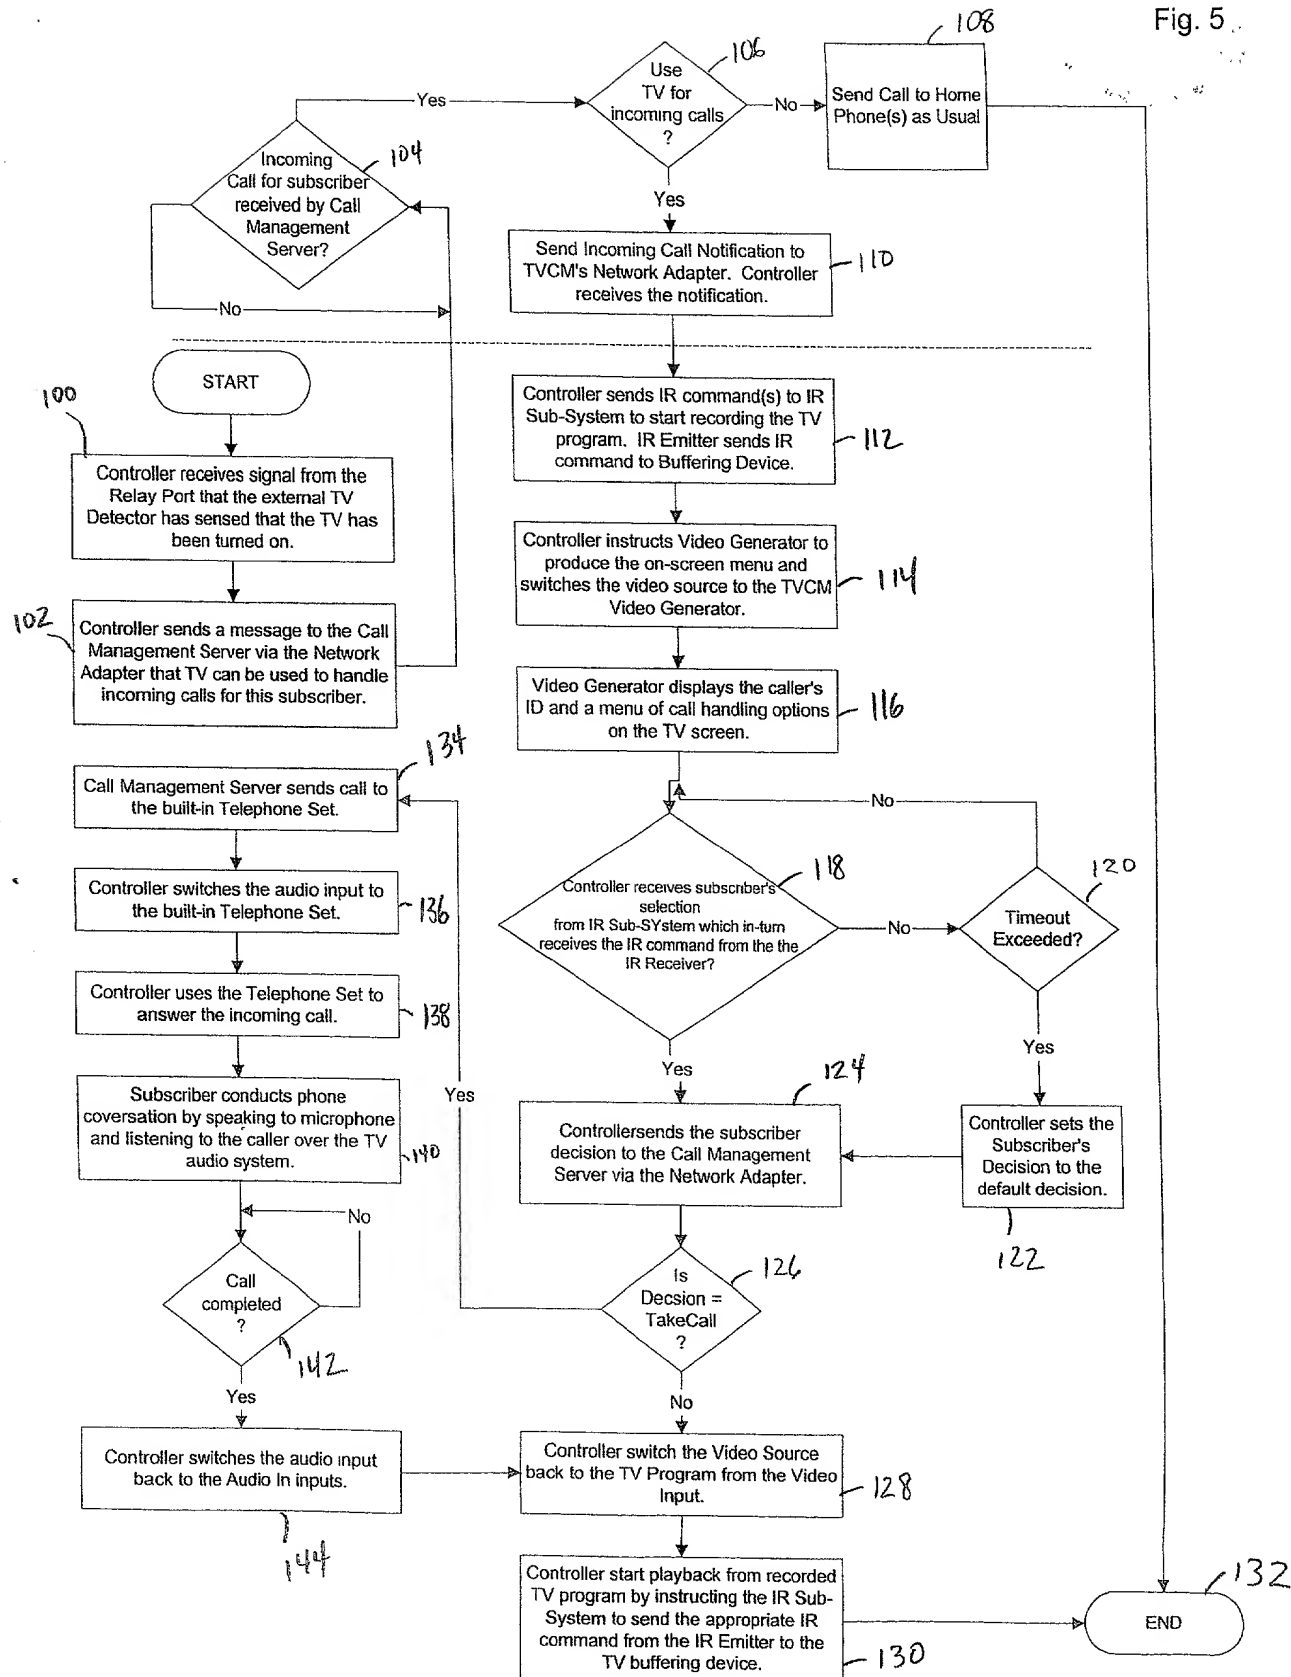 Fig. 5
108
106
Use
TV for
incoming calls
?
Yes
No
Send Call to Home
Phone(s) as Usual
104
Incoming
Call for subscriber
received by Call
Management
Server?
No
Yes
Send Incoming Call Notification to
TVCM's Network Adapter. Controller
receives the notification.
110
START
100
Controller receives signal from the
Relay Port that the external TV
Detector has sensed that the TV has
been turned on.
102
Controller sends a message to the Call
Management Server via the Network
Adapter that TV can be used to handle
incoming calls for this subscriber.
Controller sends IR command(s) to IR
Sub-System to start recording the TV
program. IR Emitter sends IR
command to Buffering Device.
112
Controller instructs Video Generator to
produce the on-screen menu and
switches the video source to the TVCM
Video Generator.
114
Video Generator displays the caller's
ID and a menu of call handling options
on the TV screen.
116
134
Call Management Server sends call to
the built-in Telephone Set.
No
Controller switches the audio input to
the built-in Telephone Set.
136
Controller receives subscriber's
selection
from IR Sub-SYstem which in-turn
receives the IR command from the the
IR Receiver?
118
No
120
Timeout
Exceeded?
Controller uses the Telephone Set to
answer the incoming call.
138
Yes
Yes
124
Subscriber conducts phone
coversation by speaking to microphone
and listening to the caller over the TV
audio system.
140
Yes
Controllersends the subscriber
decision to the Call Management
Server via the Network Adapter.
Controller sets the
Subscriber's
Decision to the
default decision.
122
No
Call
completed
?
142
Is
Decsion =
TakeCall
?
126
Yes
No
Controller switches the audio input
back to the Audio In inputs.
144
Controller switch the Video Source
back to the TV Program from the Video
Input.
128
Controller start playback from recorded
TV program by instructing the IR Sub-
System to send the appropriate IR
command from the IR Emitter to the
TV buffering device.
130
132
END